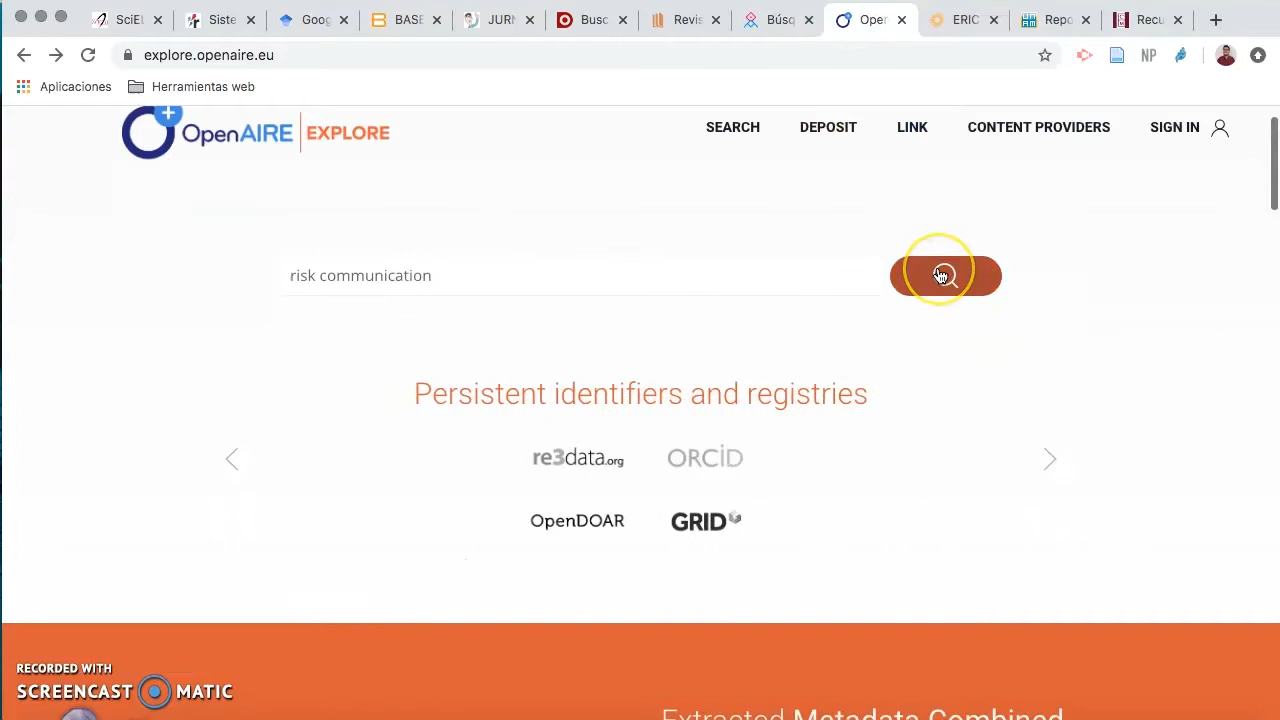 SciEL Siste Goog BASE JURN Busc Revis Búsq Open ERIC Repo Recu
explore.openaire.eu NP
Aplicaciones Herramientas web
OpenAIRE EXPLORE SEARCH DEPOSIT LINK CONTENT PROVIDERS SIGN IN
risk communication
Persistent identifiers and registries
re3data.org ORCID
OpenDOAR GRID
RECORDED WITH
SCREENCAST MATIC
Extracted Metadata Combined